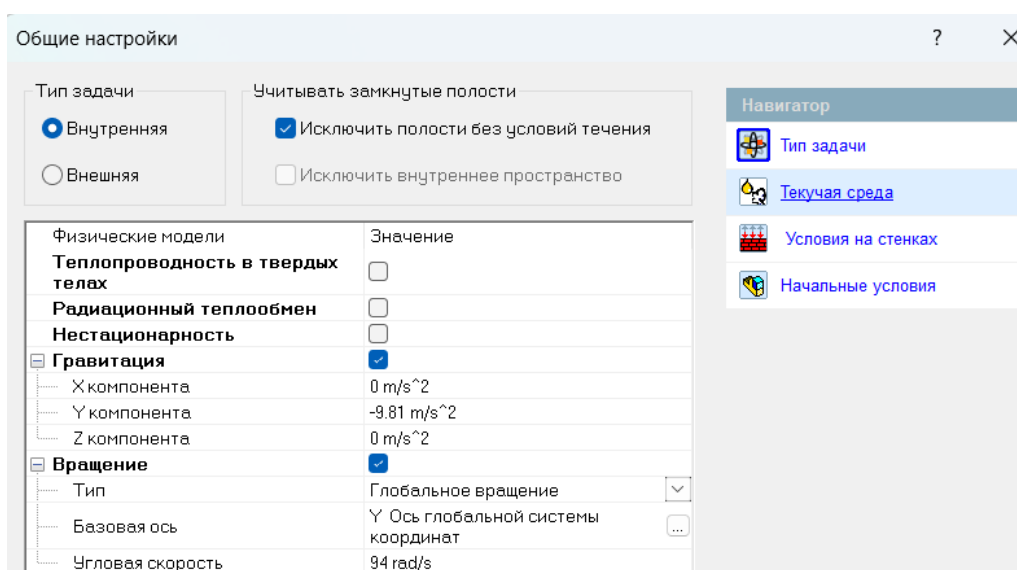 Общие настройки
?
Тип задачи
Учитывать замкнутые полости
Внутренняя
Исключить полости без условий течения
Внешняя
Исключить внутреннее пространство
Физические модели
Значение
Теплопроводность в твердых
телах
Радиационный теплообмен
Нестационарность
Гравитация
X компонента
0 m/s^2
Y компонента
-9.81 m/s^2
Z компонента
0 m/s^2
Вращение
Тип
Глобальное вращение
Базовая ось
Y Ось глобальной системы
координат
...
Угловая скорость
94 rad/s
Навигатор
Тип задачи
Текучая среда
Условия на стенках
Начальные условия